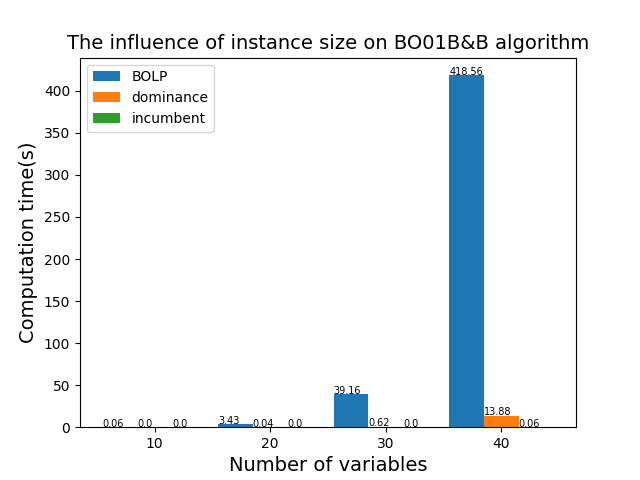 The influence of instance size on BO01B&B algorithm
BOLP
dominance
incumbent
Computation time(s)
400
350
300
250
200
150
100
50
0
0.06 0.0 0.0 3.43 0.04 0.0 39.16 0.62 0.0 418.56 13.88 0.06
10 20 30 40
Number of variables